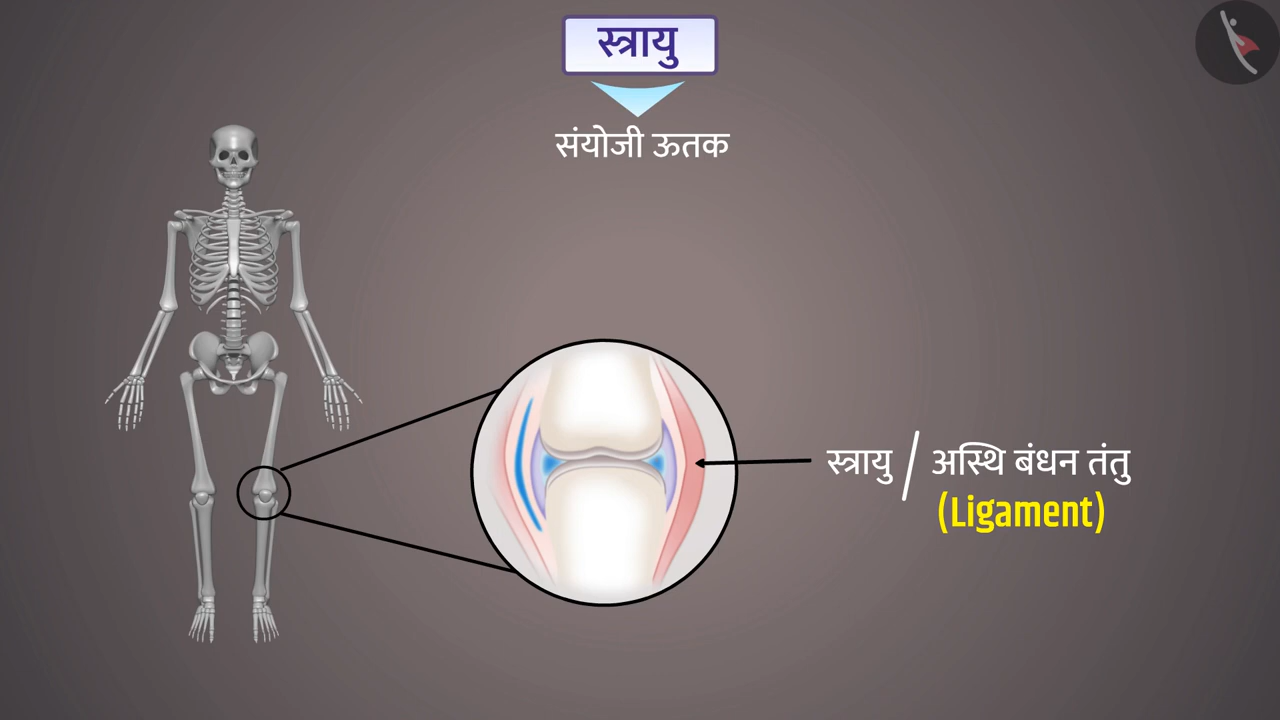 स्त्रायु
संयोजी ऊतक
स्त्रायु / अस्थि बंधन तंतु
(Ligament)